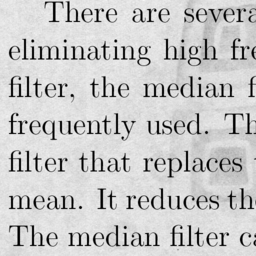 There are severa
eliminating high fre
filter, the median f
frequently used. Th
filter that replaces
mean. It reduces the
The median filter ca